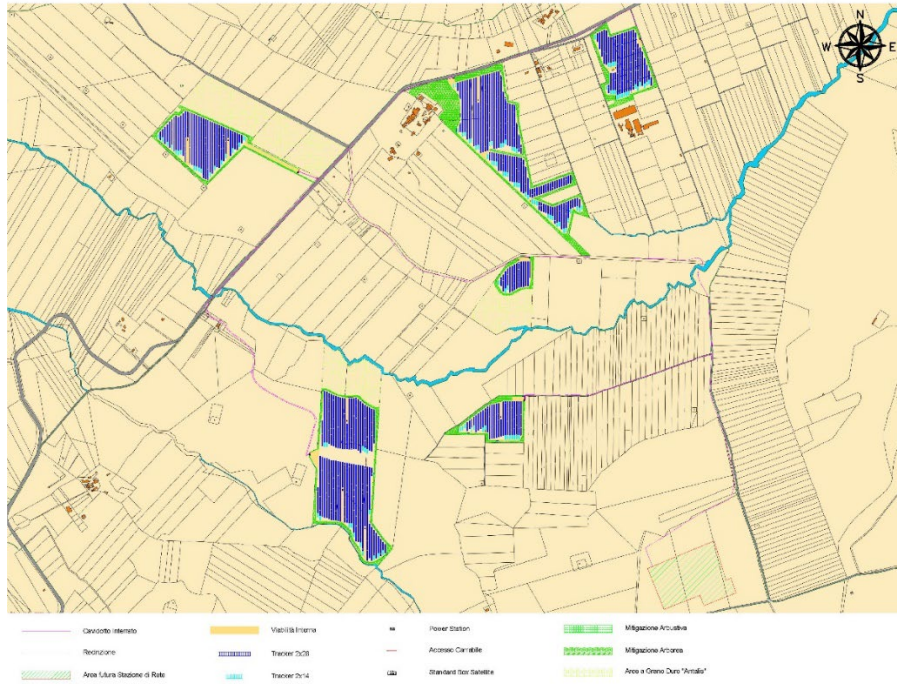 N
W E
S
Cavidotto Interrato
Viabilità Interna
Power Station
Mitigazione Arbustiva
Recinzione
Tracker 2x28
Accesso Carrabile
Mitigazione Arborea
Area futura Stazione di Rete
Tracker 2x14
Standard Box Satellite
Area a Grano Duro "Antalis"